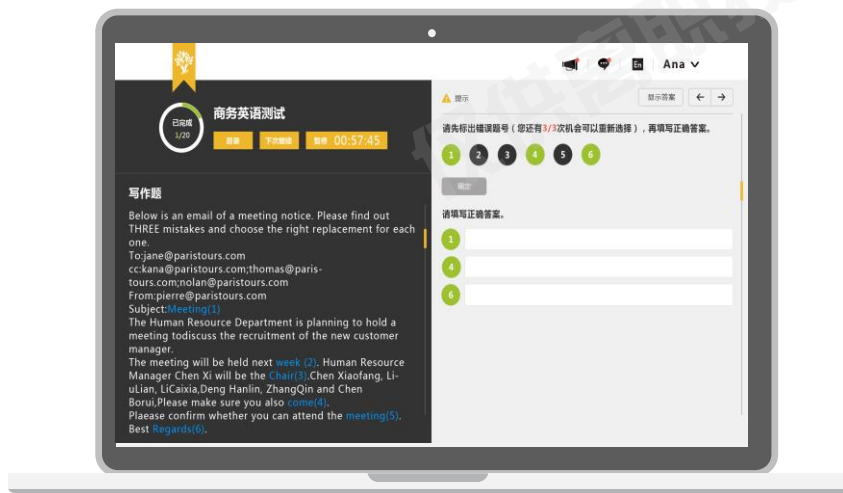 En Ana
已完成
1/20
商务英语测试
下次继续
暂停 00:57:45
提示
显示答案 ← →
请先标出错误题号（您还有3/3次机会可以重新选择），再填写正确答案。
1 2 3 4 5 6
确定
请填写正确答案。
1
4
6
写作题
Below is an email of a meeting notice. Please find out
THREE mistakes and choose the right replacement for each
one.
To:jane@paristours.com
cc:kana@paristours.com;thomas@paris-
tours.com;nolan@paristours.com
From:pierre@paristours.com
Subject:Meeting(1)
The Human Resource Department is planning to hold a
meeting todiscuss the recruitment of the new customer
manager.
The meeting will be held next week (2). Human Resource
Manager Chen Xi will be the Chair(3).Chen Xiaofang, Li-
uLian, LiCaixia,Deng Hanlin, ZhangQin and Chen
Borui,Please make sure you also come(4).
Plaease confirm whether you can attend the meeting(5).
Best Regards(6).